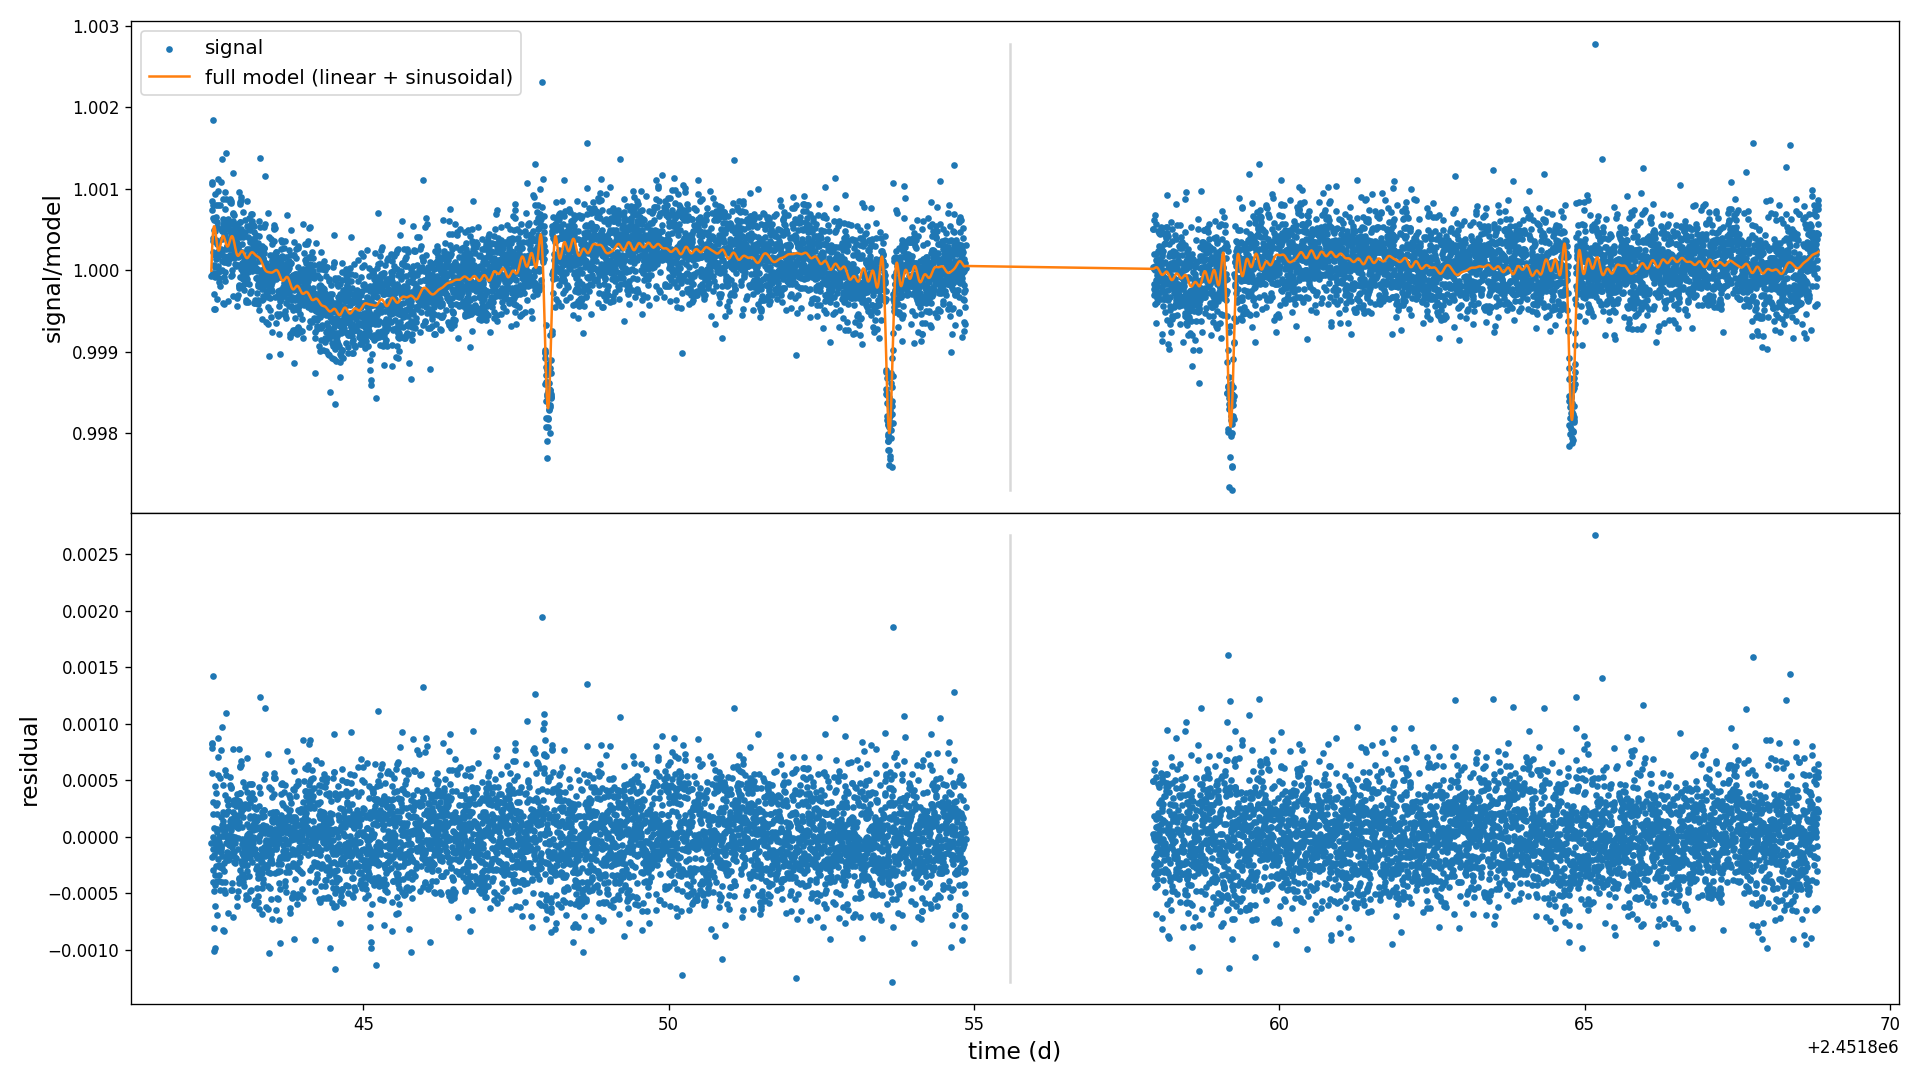 1.003
1.002
1.001
1.000
0.999
0.998
signal/model
signal
full model (linear + sinusoidal)
0.0025
0.0020
0.0015
0.0010
0.0005
0.0000
−0.0005
−0.0010
residual
45 50 55 60 65 70
time (d)
+2.4518e6